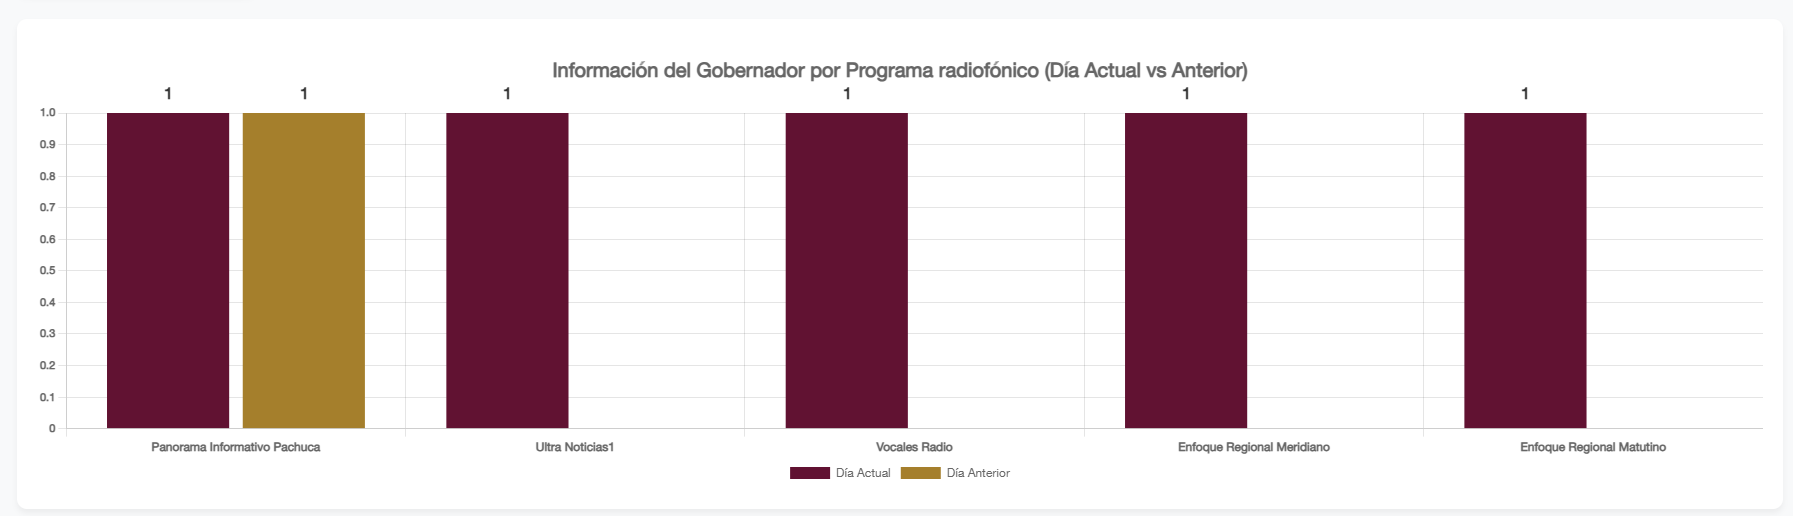 Información del Gobernador por Programa radiofónico (Día Actual vs Anterior)
1 1 1 1 1 1
1.0
0.9
0.8
0.7
0.6
0.5
0.4
0.3
0.2
0.1
0
Panorama Informativo Pachuca Ultra Noticias1 Vocales Radio Enfoque Regional Meridiano Enfoque Regional Matutino
Día Actual Día Anterior